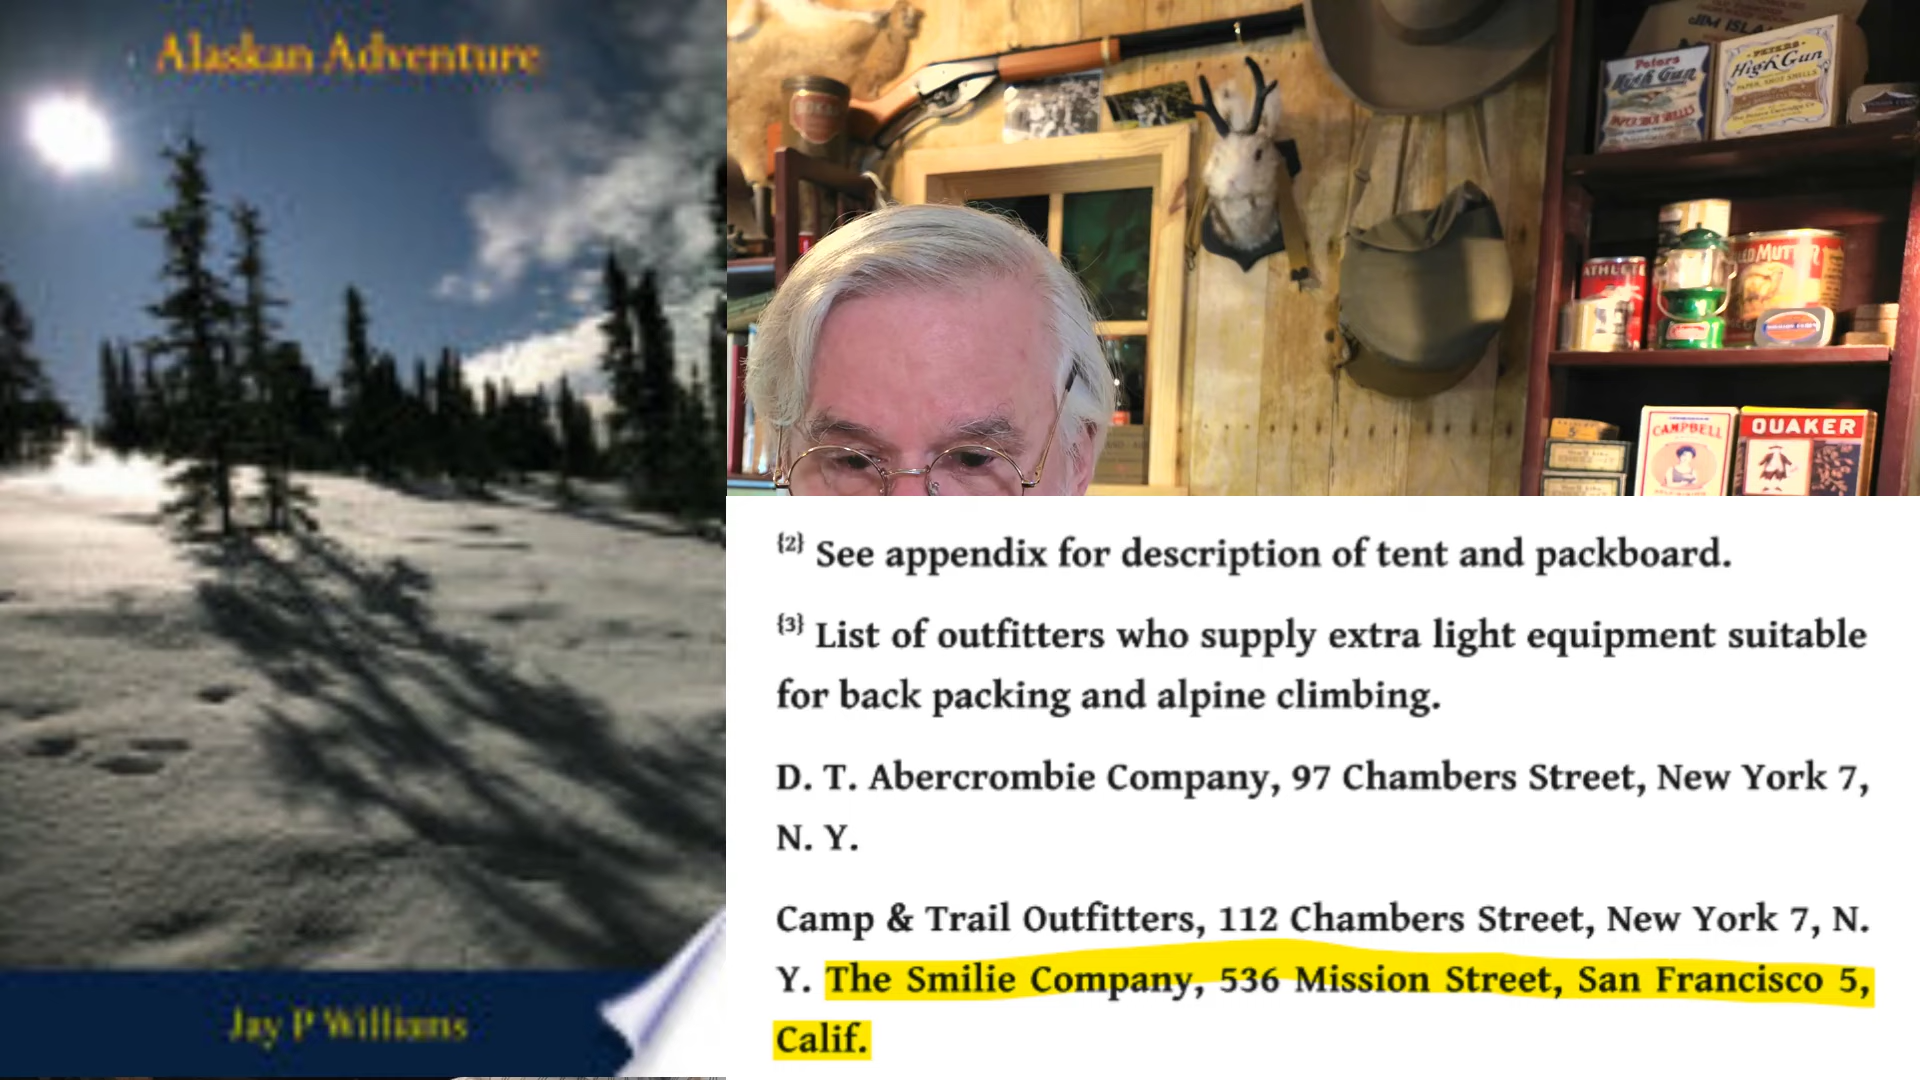 Alaskan Adventure
Jay P Williams
Peters
High Gun
PETERS
High Gun
PAPER SHOT SHELLS
CAMPBELL
QUAKER
{2} See appendix for description of tent and packboard.
{3} List of outfitters who supply extra light equipment suitable
for back packing and alpine climbing.
D. T. Abercrombie Company, 97 Chambers Street, New York 7,
N. Y.
Camp & Trail Outfitters, 112 Chambers Street, New York 7, N.
Y. The Smilie Company, 536 Mission Street, San Francisco 5,
Calif.